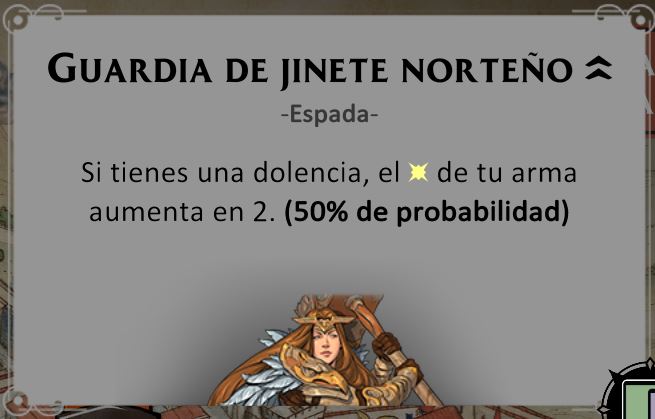 Guardia de jinete norteño
-Espada-
Si tienes una dolencia, el de tu arma
aumenta en 2. (50% de probabilidad)